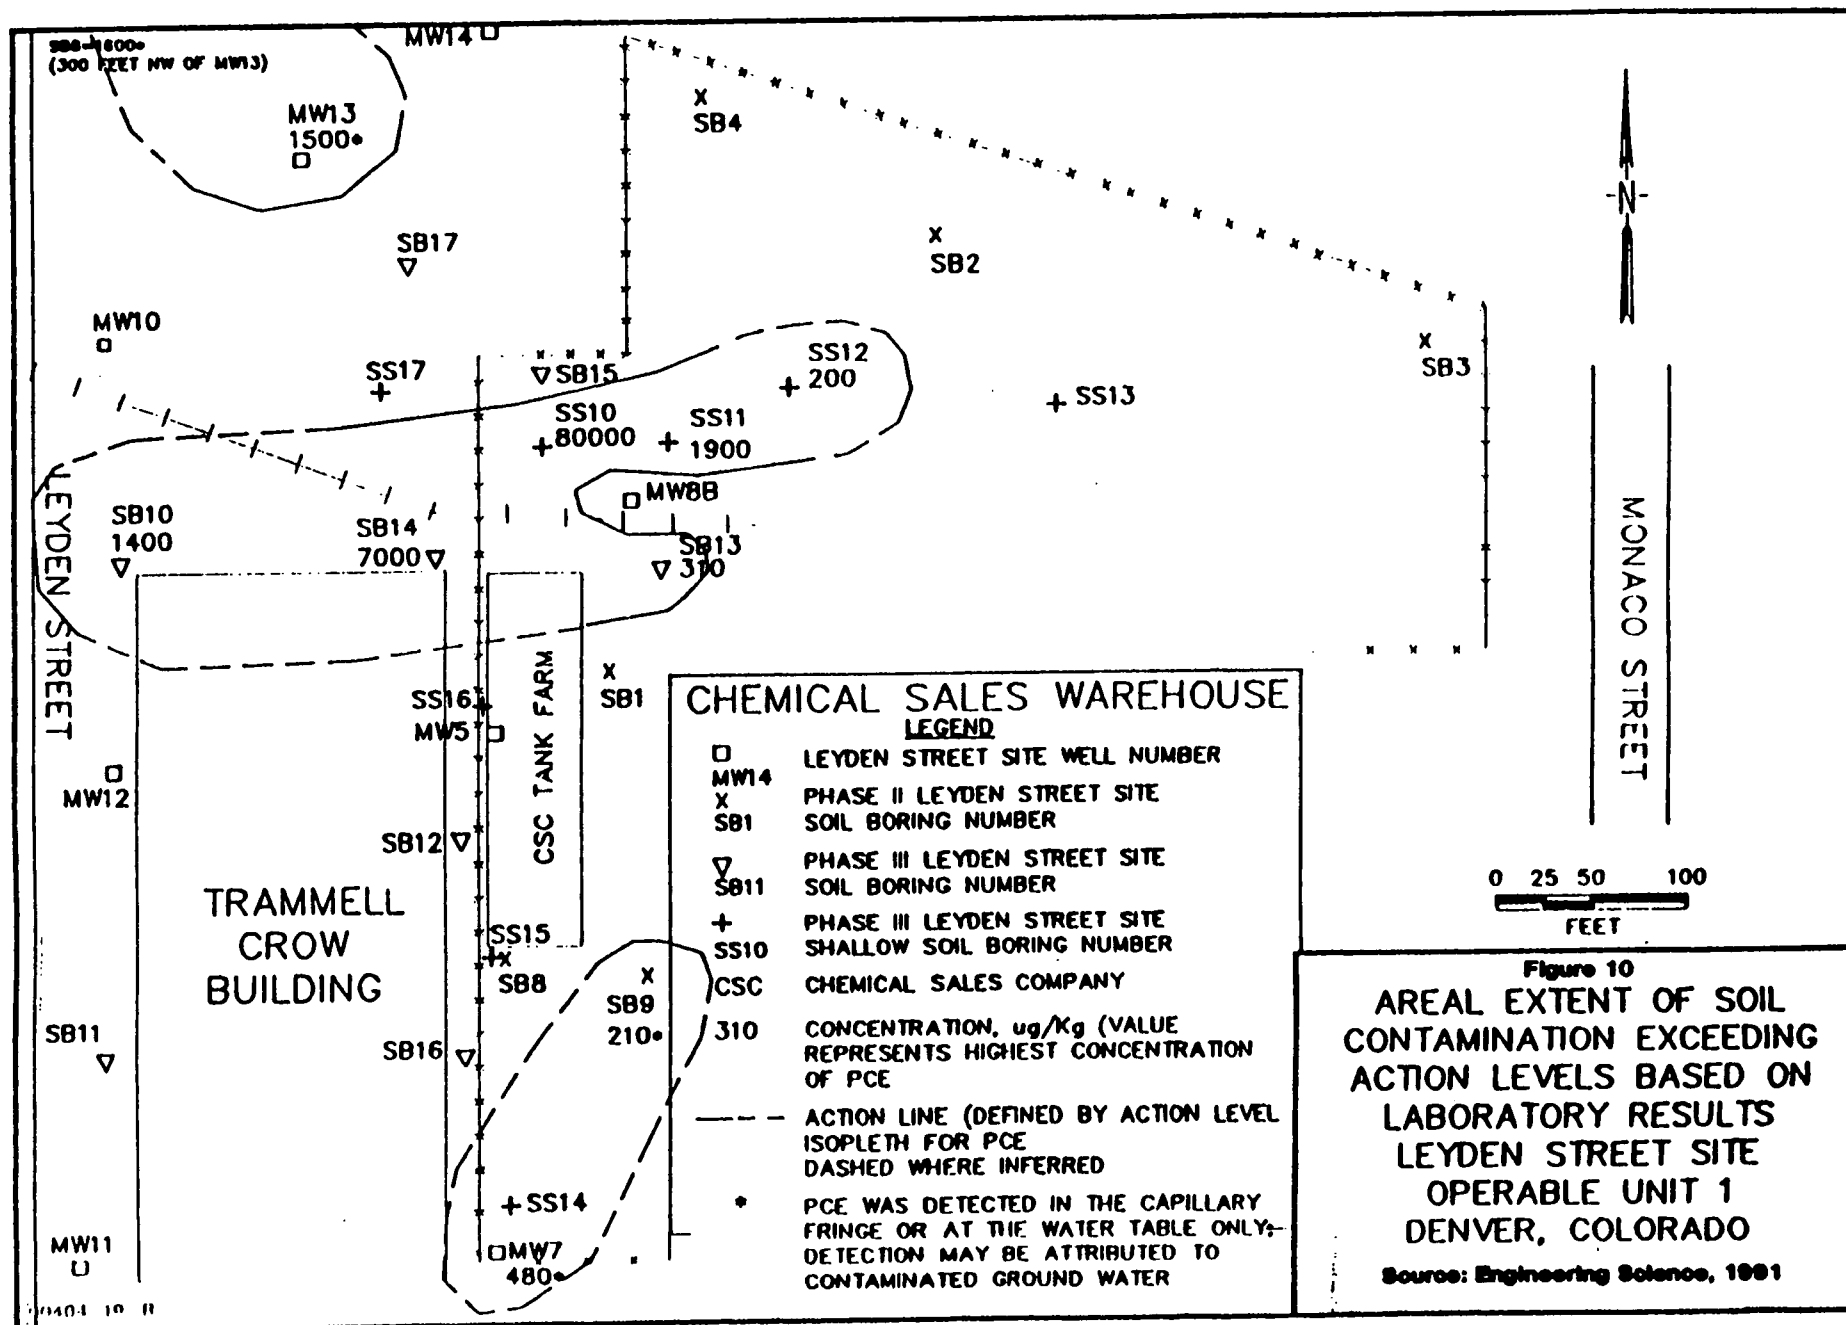 (300 FEET NW OF MW13)
MW14
MW13
1500*
SB4
SB17
SB2
MW10
SS17
SB15
SS12
200
SB3
SS13
SS10
80000
SS11
1900
MW8B
SB10
1400
SB14
7000
SB13
310
LEYDEN STREET
MONACO STREET
N
SS16
MW5
SB1
CSC TANK FARM
MW12
SB12
TRAMMELL
CROW
BUILDING
SS15
SB8
SB9
210*
SB11
SB16
SS14
MW7
480*
MW11
CHEMICAL SALES WAREHOUSE
LEGEND
MW14 LEYDEN STREET SITE WELL NUMBER
X PHASE II LEYDEN STREET SITE
SB1 SOIL BORING NUMBER
PHASE III LEYDEN STREET SITE
SB11 SOIL BORING NUMBER
+ PHASE III LEYDEN STREET SITE
SS10 SHALLOW SOIL BORING NUMBER
CSC CHEMICAL SALES COMPANY
310 CONCENTRATION, ug/Kg (VALUE
REPRESENTS HIGHEST CONCENTRATION
OF PCE
ACTION LINE (DEFINED BY ACTION LEVEL
ISOPLETH FOR PCE
DASHED WHERE INFERRED
* PCE WAS DETECTED IN THE CAPILLARY
FRINGE OR AT THE WATER TABLE ONLY;
DETECTION MAY BE ATTRIBUTED TO
CONTAMINATED GROUND WATER
0 25 50 100
FEET
Figure 10
AREAL EXTENT OF SOIL
CONTAMINATION EXCEEDING
ACTION LEVELS BASED ON
LABORATORY RESULTS
LEYDEN STREET SITE
OPERABLE UNIT 1
DENVER, COLORADO
Source: Engineering Science, 1991